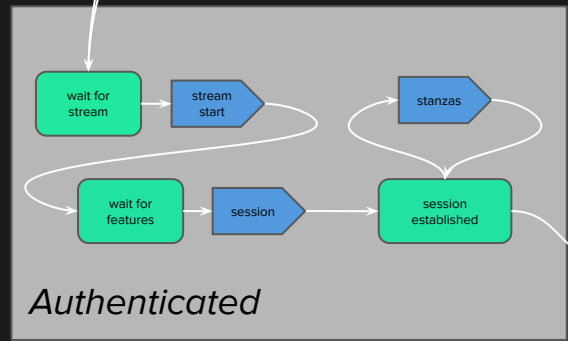 wait for
stream
stream
start
stanzas
wait for
features
session
session
established
Authenticated